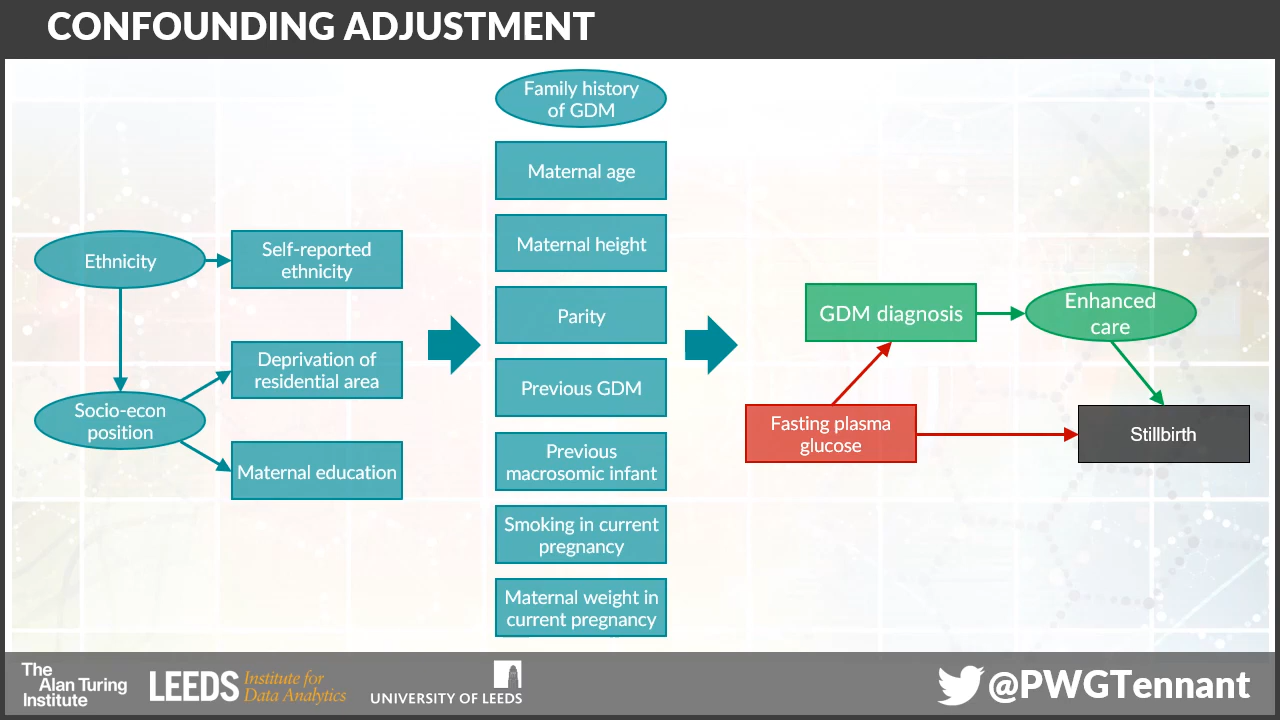 CONFOUNDING ADJUSTMENT
Ethnicity
Self-reported
ethnicity
Socio-econ
position
Deprivation of
residential area
Maternal education
Family history
of GDM
Maternal age
Maternal height
Parity
Previous GDM
Previous
macrosomic infant
Smoking in current
pregnancy
Maternal weight in
current pregnancy
GDM diagnosis
Enhanced
care
Fasting plasma
glucose
Stillbirth
The
Alan Turing
Institute
LEEDS Institute for
Data Analytics
UNIVERSITY OF LEEDS
@PWGTennant